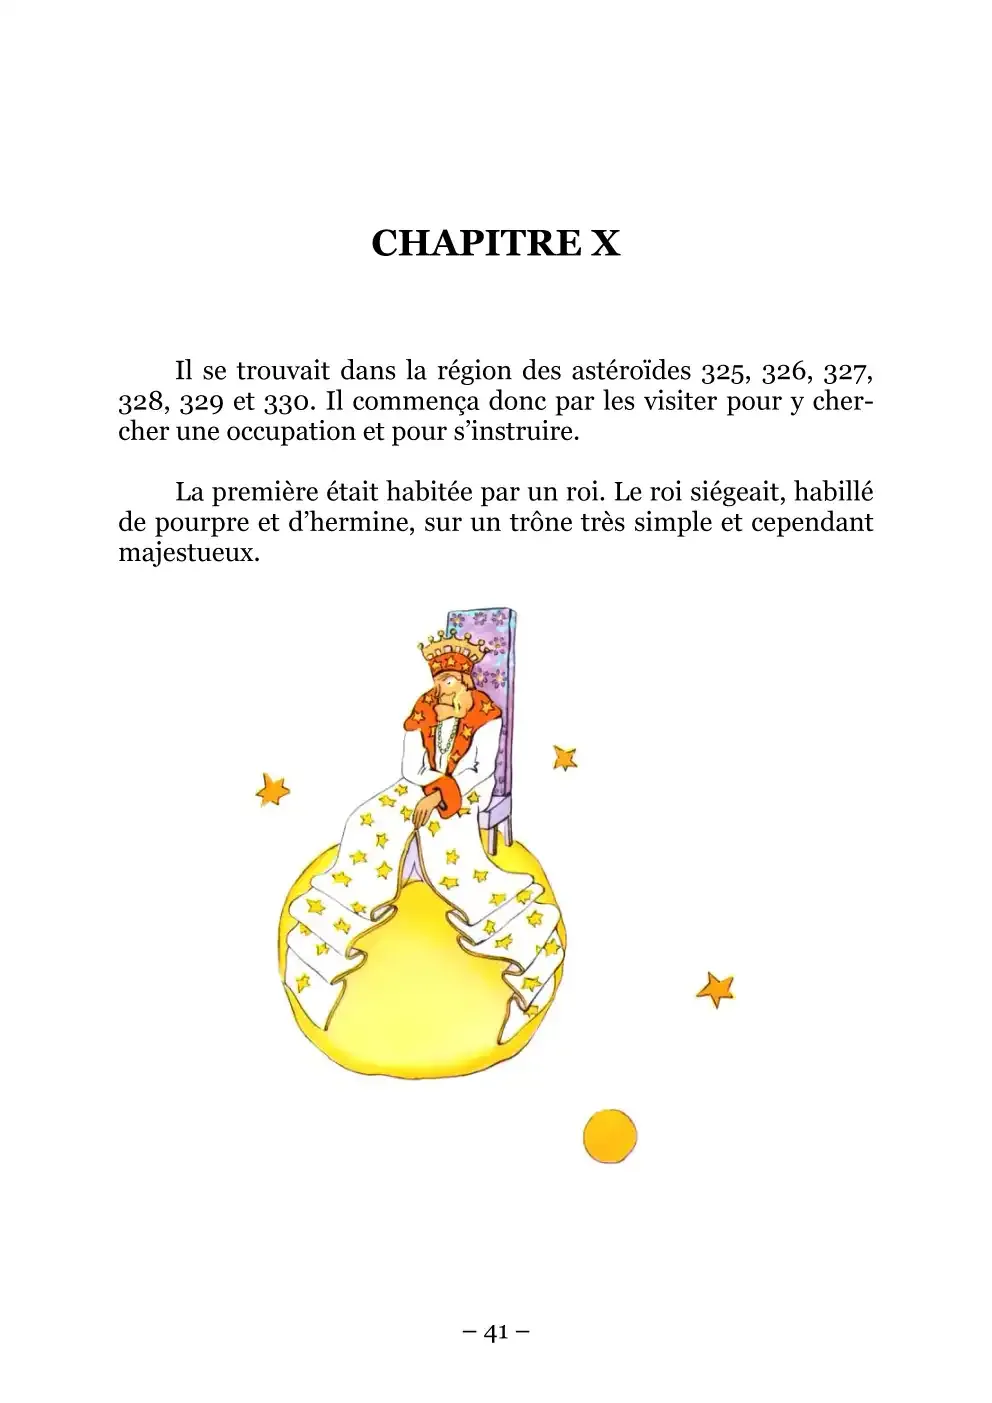 CHAPITRE X
Il se trouvait dans la région des astéroïdes 325, 326, 327,
328, 329 et 330. Il commença donc par les visiter pour y cher-
cher une occupation et pour s’instruire.
La première était habitée par un roi. Le roi siégeait, habillé
de pourpre et d’hermine, sur un trône très simple et cependant
majestueux.
– 41 –